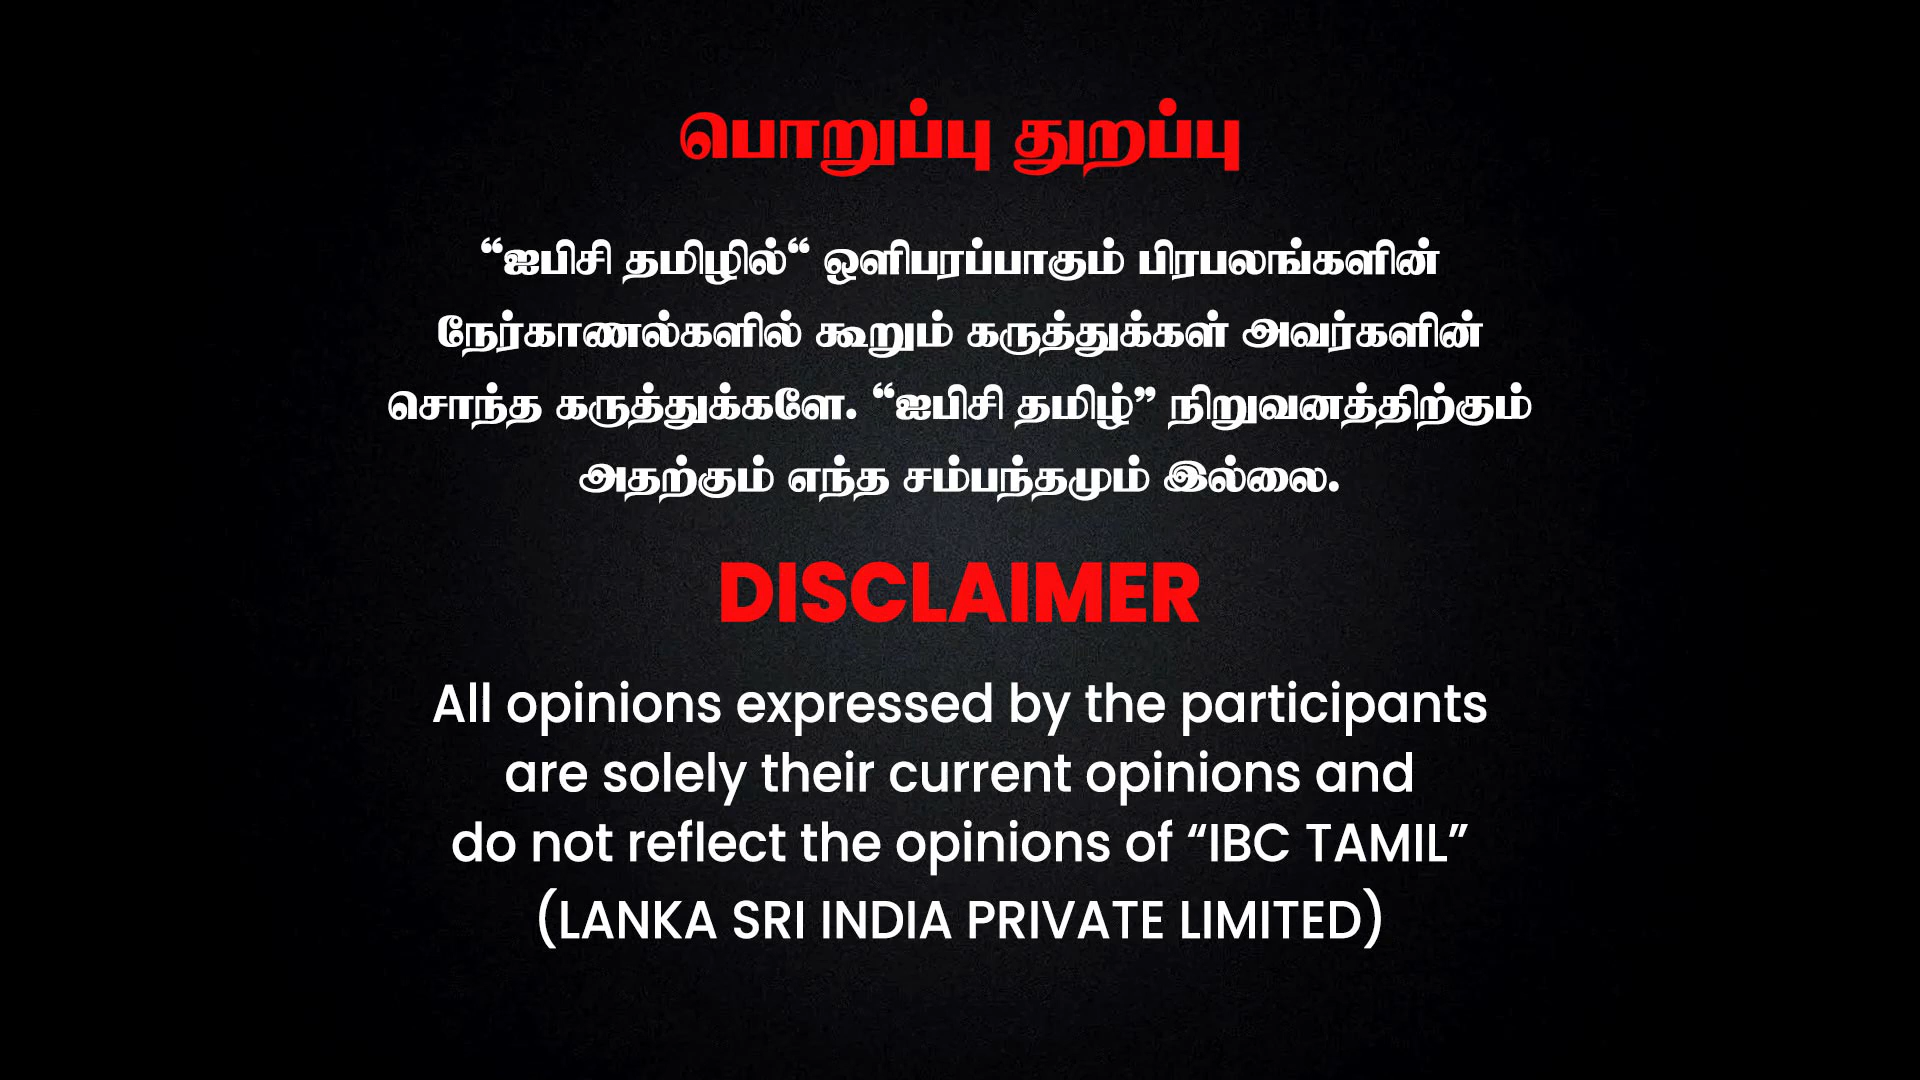 பொறுப்பு துறப்பு
“ஐபிசி தமிழில்“ ஒளிபரப்பாகும் பிரபலங்களின்
நேர்காணல்களில் கூறும் கருத்துக்கள் அவர்களின்
சொந்த கருத்துக்களே. “ஐபிசி தமிழ்” நிறுவனத்திற்கும்
அதற்கும் எந்த சம்பந்தமும் இல்லை.
DISCLAIMER
All opinions expressed by the participants
are solely their current opinions and
do not reflect the opinions of “IBC TAMIL”
(LANKA SRI INDIA PRIVATE LIMITED)